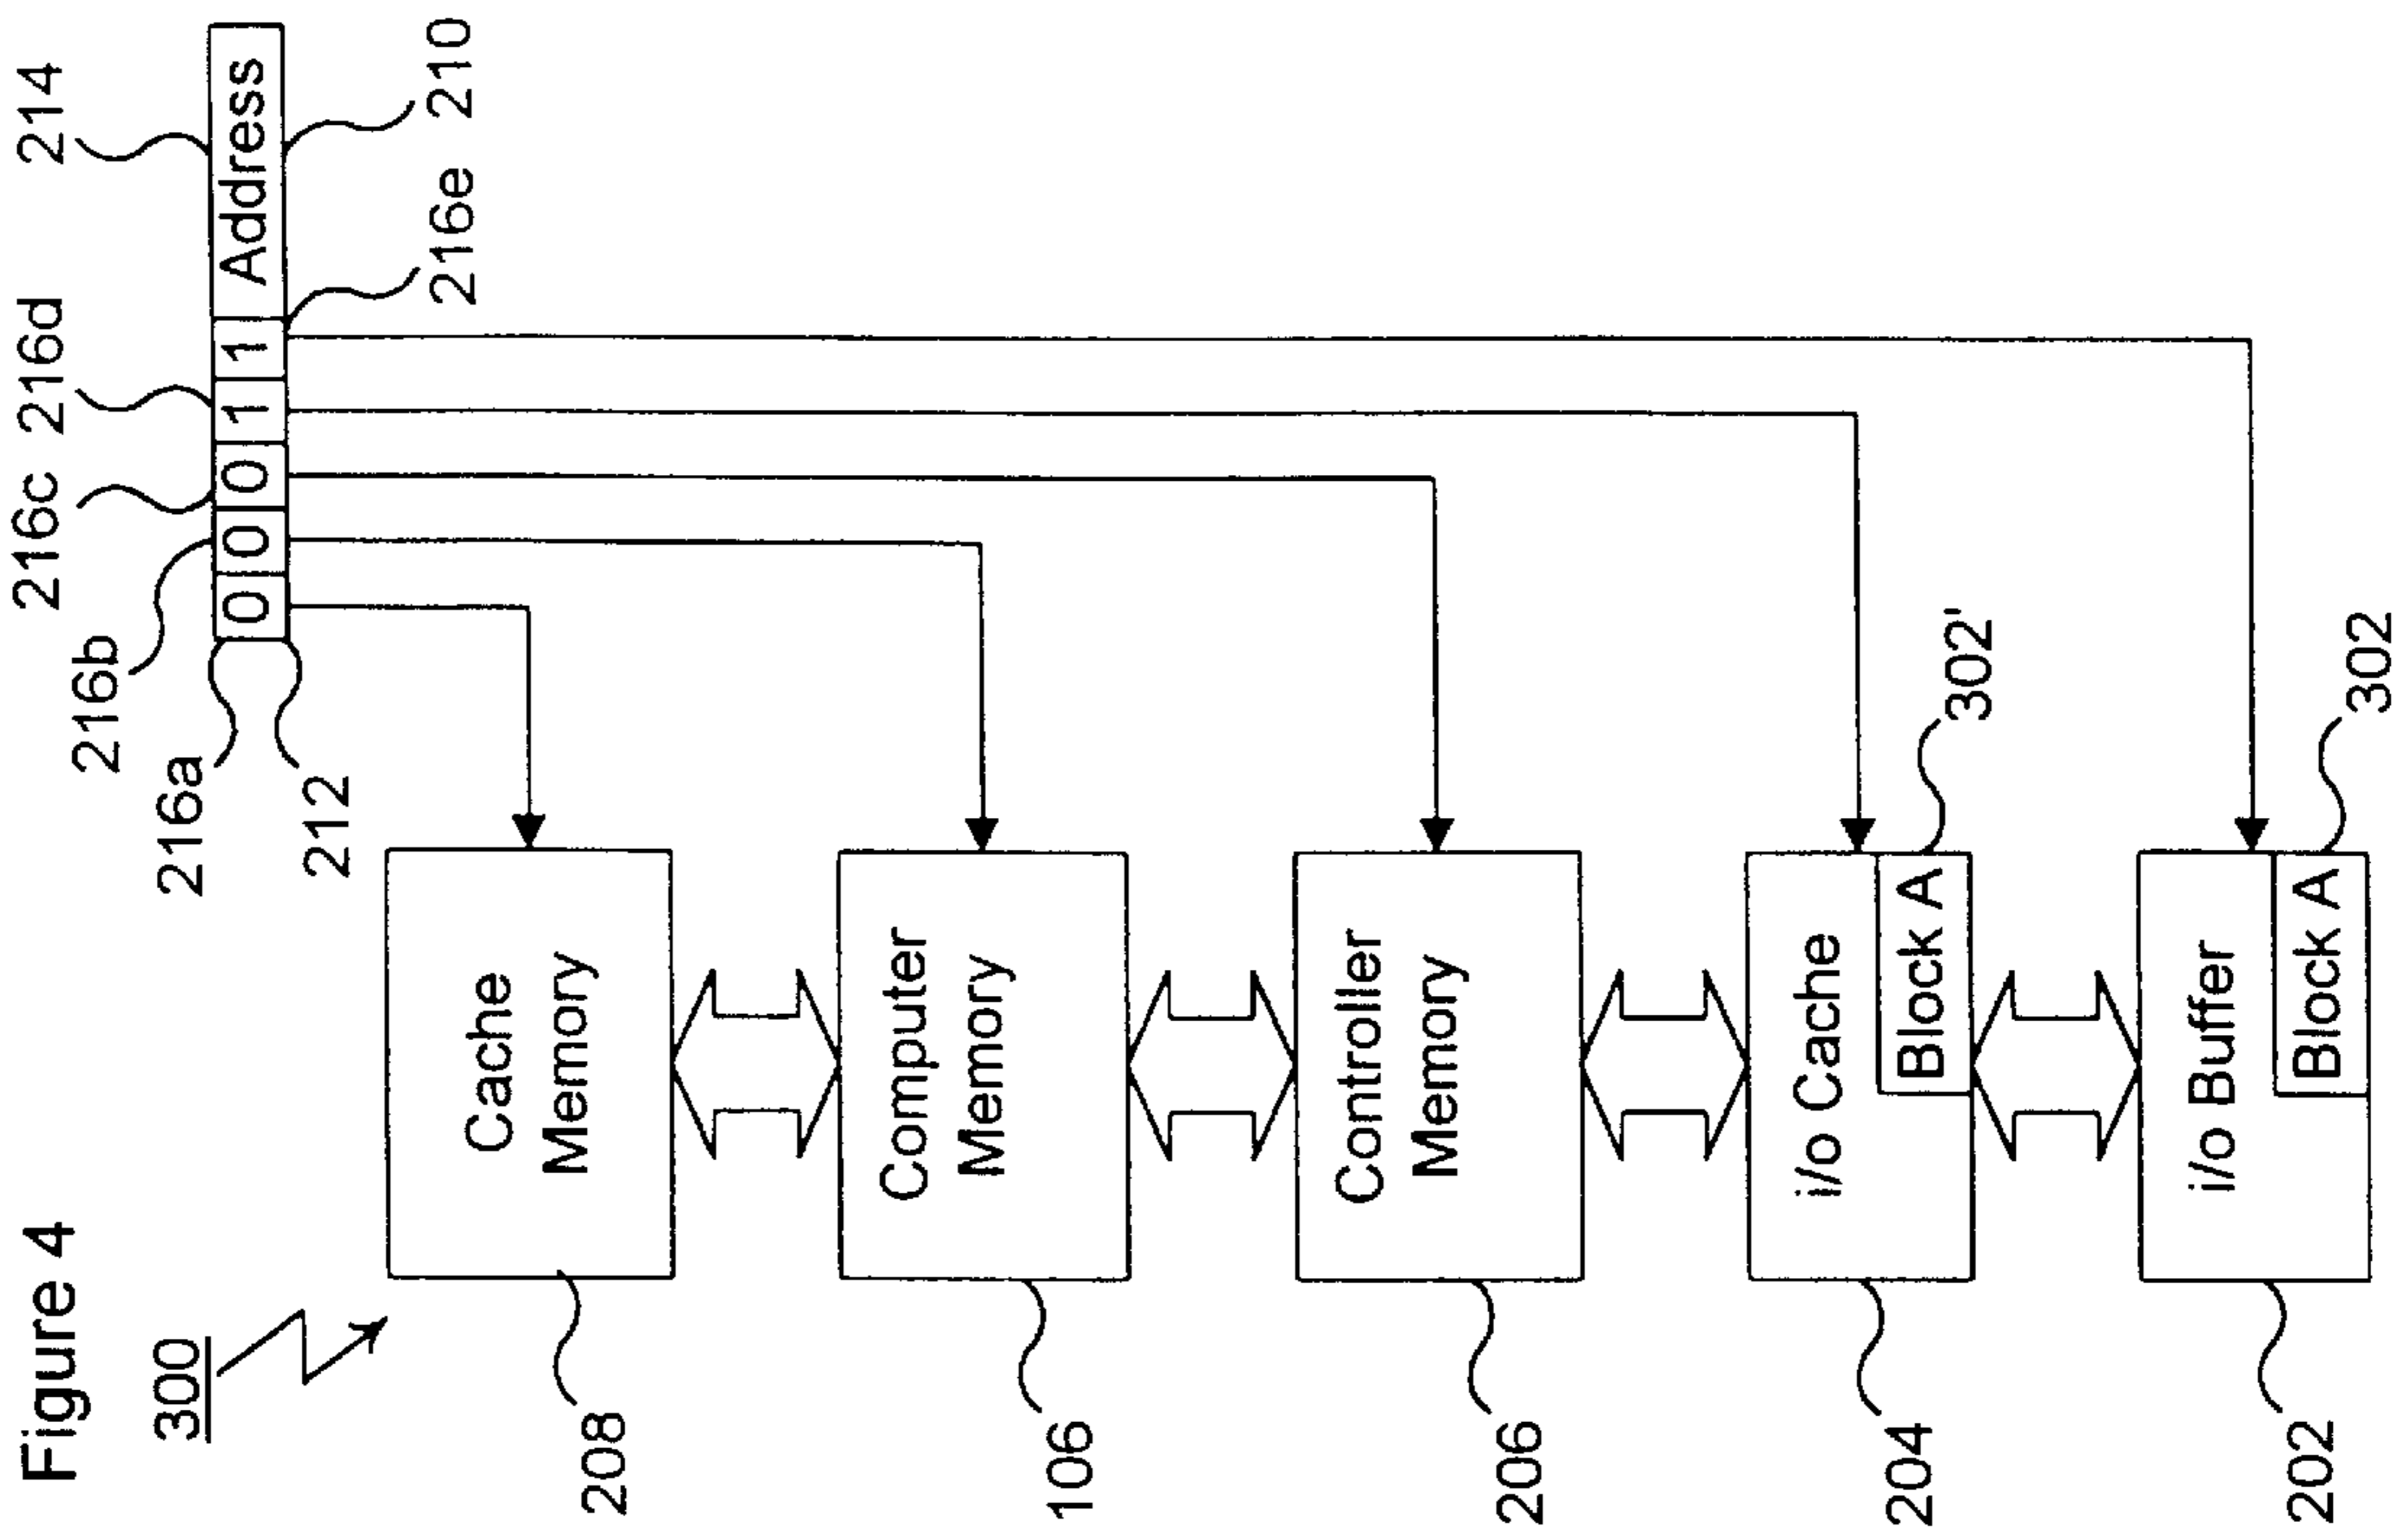 Figure 4
216c 216d 214
216b
300
216a
0 0 0 1 1 Address
212
216e 210
Cache
Memory
208
Computer
Memory
106
Controller
Memory
206
i/o Cache
Block A
302'
204
i/o Buffer
Block A
302
202